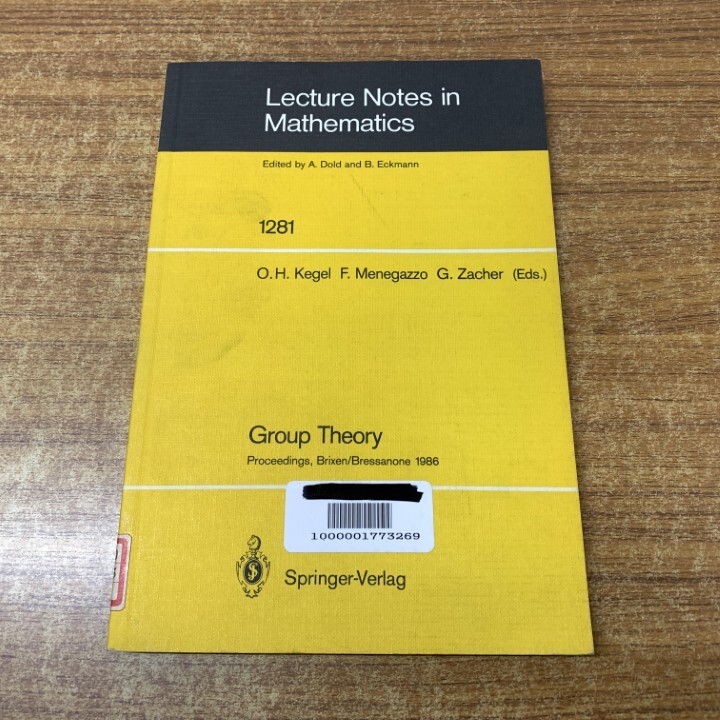 Lecture Notes in
Mathematics
Edited by A. Dold and B. Eckmann
1281
O.H. Kegel F. Menegazzo G. Zacher (Eds.)
Group Theory
Proceedings, Brixen/Bressanone 1986
1000001773269
Springer-Verlag